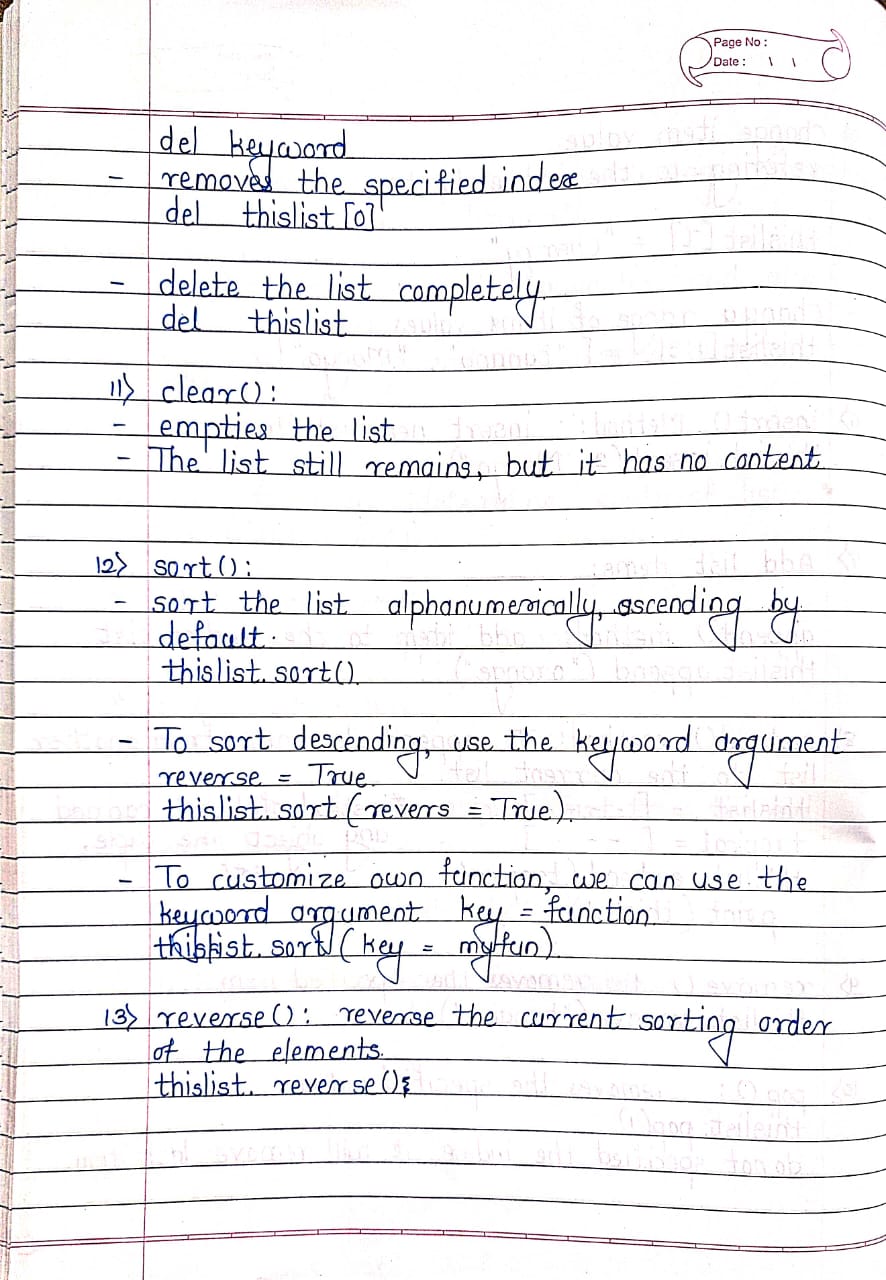 Page No :
Date : \ \
del keyword
- removes the specified index
del thislist[0]
- delete the list completely.
del thislist
11) clear():
- empties the list
- The list still remains, but it has no content
12) sort():
- sort the list alphanumerically, ascending by
default.
thislist.sort().
- To sort descending, use the keyword argument
reverse = True
thislist.sort(revers = True).
- To customize own function, we can use the
keyword argument key = function.
thislist.sort(key = myfun)
13) reverse(): reverse the current sorting order
of the elements.
thislist.reverse()